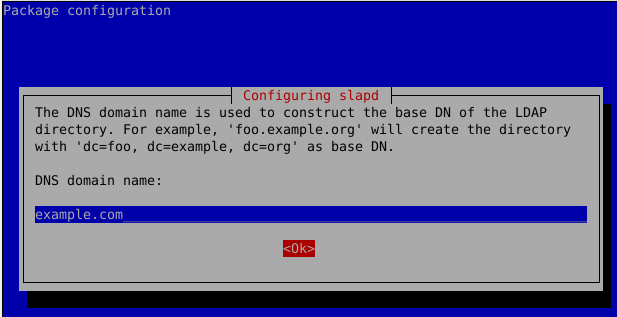 Package configuration
Configuring slapd
The DNS domain name is used to construct the base DN of the LDAP
directory. For example, 'foo.example.org' will create the directory
with 'dc=foo, dc=example, dc=org' as base DN.
DNS domain name:
example.com
<Ok>